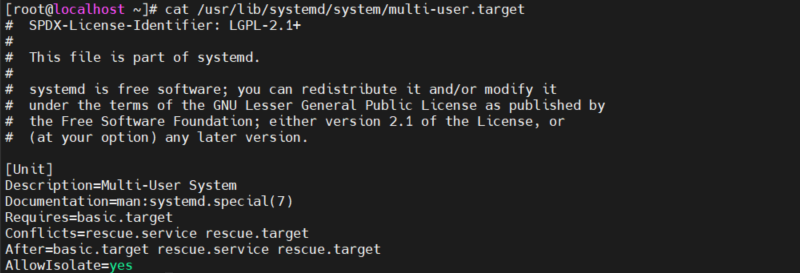 [root@localhost ~]# cat /usr/lib/systemd/system/multi-user.target
#  SPDX-License-Identifier: LGPL-2.1+
#
#  This file is part of systemd.
#
#  systemd is free software; you can redistribute it and/or modify it
#  under the terms of the GNU Lesser General Public License as published by
#  the Free Software Foundation; either version 2.1 of the License, or
#  (at your option) any later version.
[Unit]
Description=Multi-User System
Documentation=man:systemd.special(7)
Requires=basic.target
Conflicts=rescue.service rescue.target
After=basic.target rescue.service rescue.target
AllowIsolate=yes